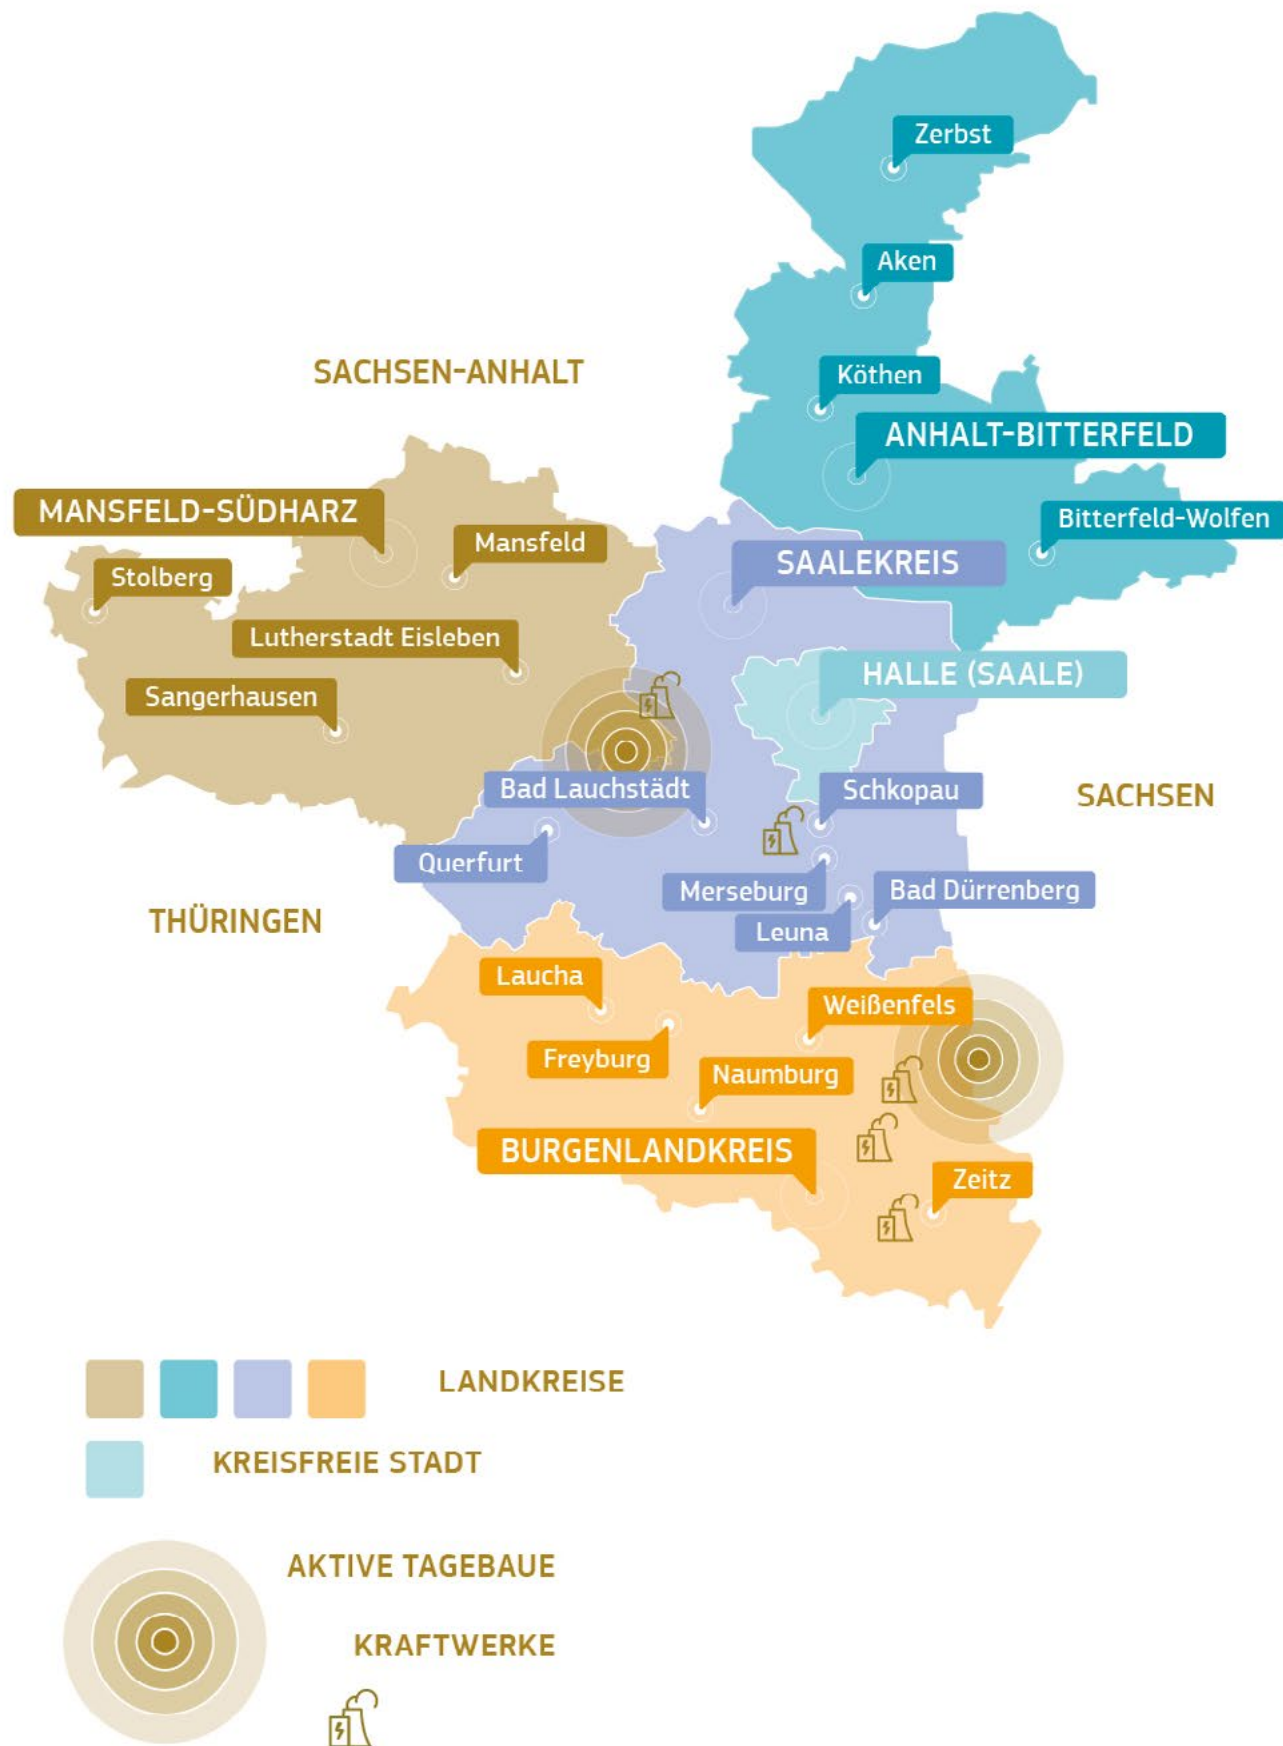 Zerbst
Aken
SACHSEN-ANHALT
Köthen
ANHALT-BITTERFELD
MANSFELD-SÜDHARZ
Bitterfeld-Wolfen
Mansfeld
SAALEKREIS
Stolberg
Lutherstadt Eisleben
HALLE (SAALE)
Sangerhausen
Bad Lauchstädt
Schkopau
SACHSEN
Querfurt
Merseburg
Bad Dürrenberg
THÜRINGEN
Leuna
Laucha
Weißenfels
Freyburg
Naumburg
BURGENLANDKREIS
Zeitz
LANDKREISE
KREISFREIE STADT
AKTIVE TAGEBAUE
KRAFTWERKE